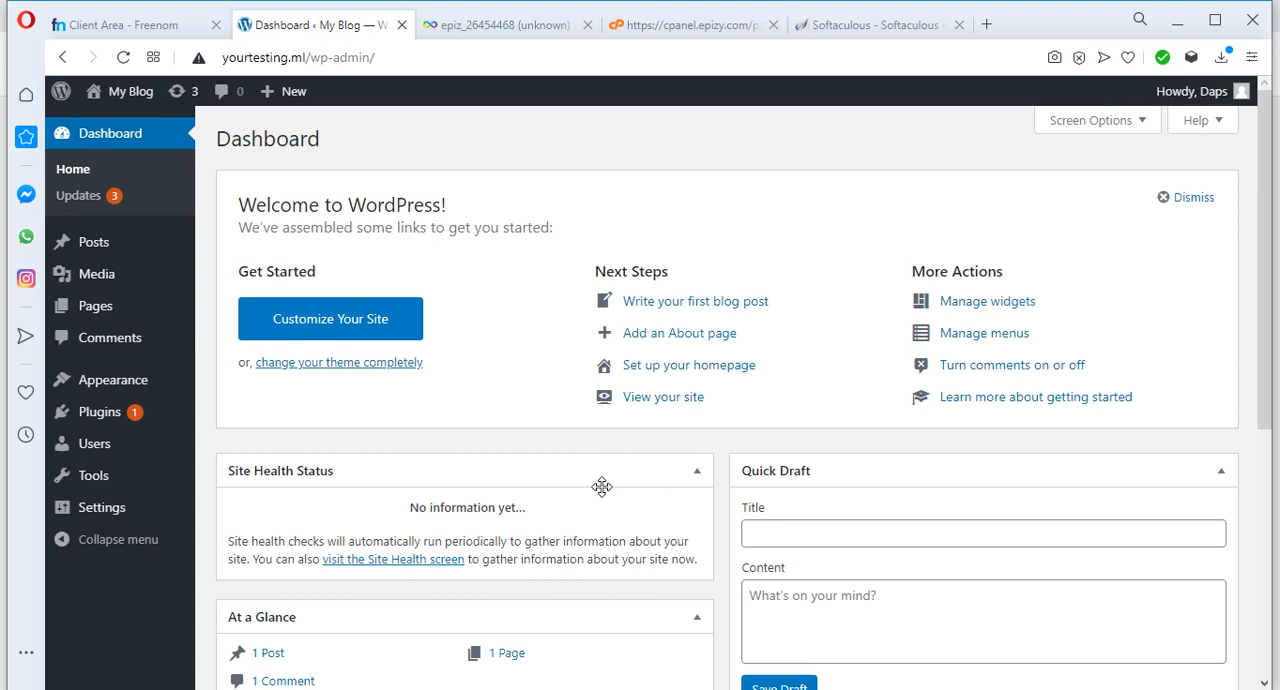 Client Area - Freenom
Dashboard ‹ My Blog — W
epiz_26454468 (unknown)
https://cpanel.epizy.com/p
Softaculous - Softaculous -
yourtesting.ml/wp-admin/
My Blog 3 0 New
Howdy, Daps
Dashboard
Home
Updates 3
Posts
Media
Pages
Comments
Appearance
Plugins 1
Users
Tools
Settings
Collapse menu
Dashboard
Screen Options
Help
Welcome to WordPress!
Dismiss
We've assembled some links to get you started:
Get Started
Customize Your Site
or, change your theme completely
Next Steps
Write your first blog post
Add an About page
Set up your homepage
View your site
More Actions
Manage widgets
Manage menus
Turn comments on or off
Learn more about getting started
Site Health Status
No information yet...
Site health checks will automatically run periodically to gather information about your
site. You can also visit the Site Health screen to gather information about your site now.
At a Glance
1 Post
1 Page
1 Comment
Quick Draft
Title
Content
What's on your mind?
Save Draft